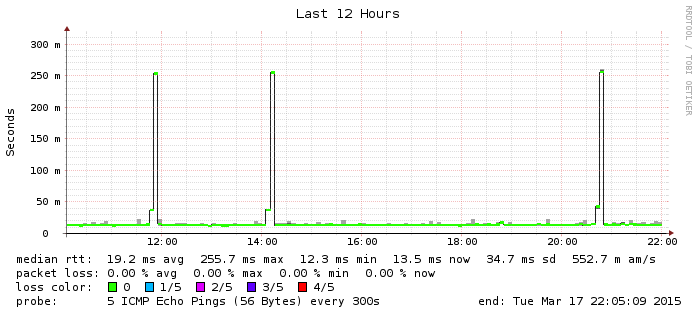 Last 12 Hours
RRDTOOL / TOBI OETIKER
Seconds
300 m
250 m
200 m
150 m
100 m
50 m
0
12:00 14:00 16:00 18:00 20:00 22:00
median rtt: 19.2 ms avg 255.7 ms max 12.3 ms min 13.5 ms now 34.7 ms sd 552.7 m am/s
packet loss: 0.00 % avg 0.00 % max 0.00 % min 0.00 % now
loss color: 0 1/5 2/5 3/5 4/5
probe: 5 ICMP Echo Pings (56 Bytes) every 300s end: Tue Mar 17 22:05:09 2015